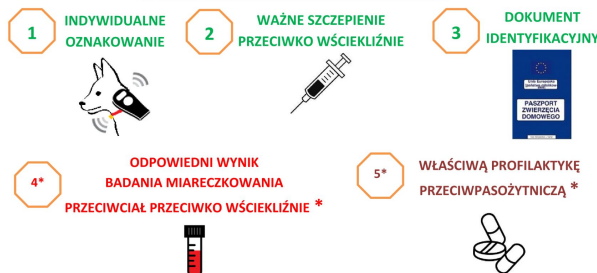 1
INDYWIDUALNE
OZNAKOWANIE
2
WAŻNE SZCZEPIENIE
PRZECIWKO WŚCIEKLIŹNIE
3
DOKUMENT
IDENTYFIKACYJNY
PASZPORT
ZWIERZĘCIA
DOMOWEGO
4*
ODPOWIEDNI WYNIK
BADANIA MIARECZKOWANIA
PRZECIWCIAŁ PRZECIWKO WŚCIEKLIŹNIE *
5*
WŁAŚCIWĄ PROFILAKTYKĘ
PRZECIWPASOŻYTNICZĄ *